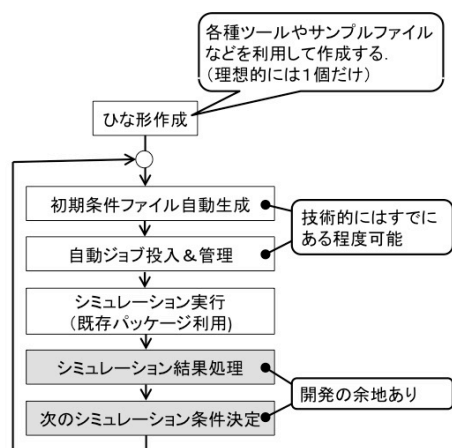 各種ツールやサンプルファイル
などを利用して作成する.
（理想的には１個だけ）
ひな形作成
初期条件ファイル自動生成
技術的にはすでに
ある程度可能
自動ジョブ投入＆管理
シミュレーション実行
（既存パッケージ利用)
シミュレーション結果処理
開発の余地あり
次のシミュレーション条件決定